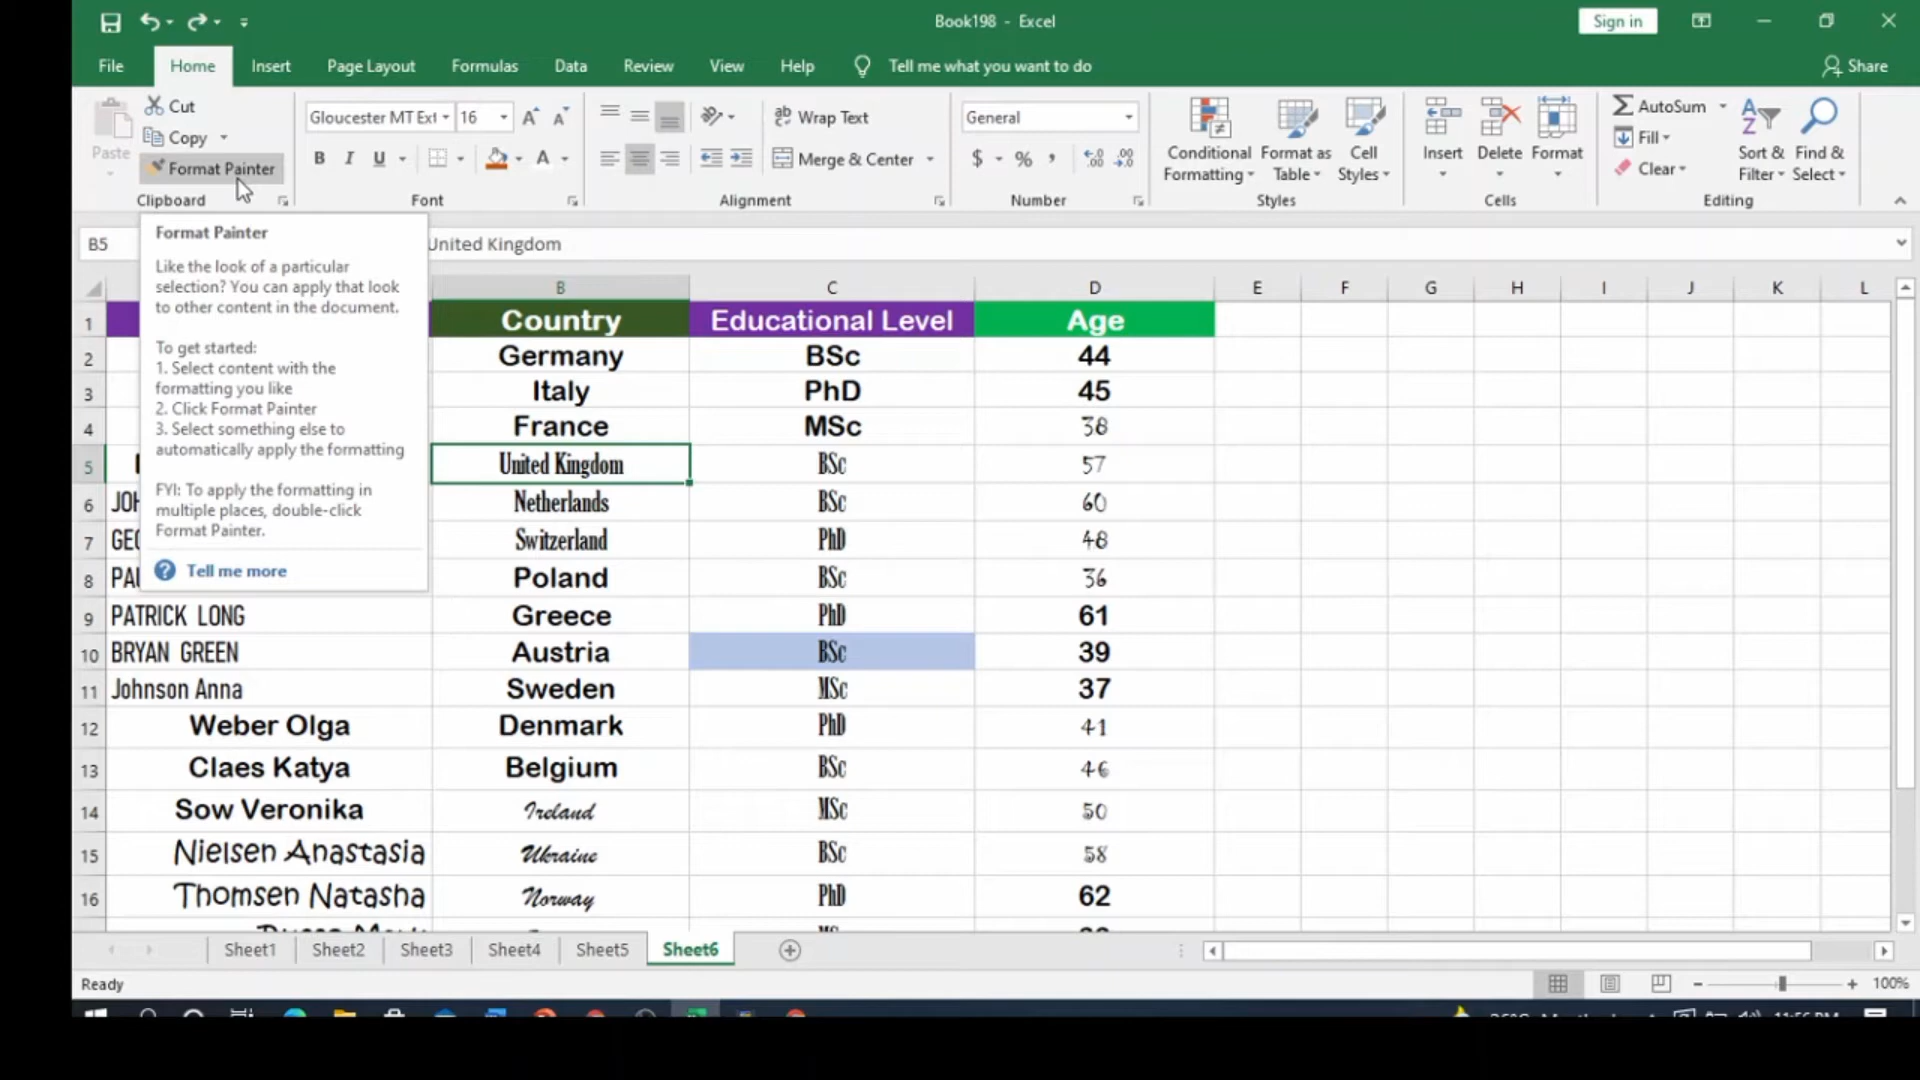 Book198 - Excel
Sign in
File Home Insert Page Layout Formulas Data Review View Help Tell me what you want to do Share
Paste
Cut
Copy
Format Painter
Clipboard
Gloucester MT Ext 16
B I U A
Font
Wrap Text
Merge & Center
Alignment
General
$ % ,
Number
Conditional Formatting
Format as Table
Cell Styles
Styles
Insert Delete Format
Cells
AutoSum
Fill
Clear
Sort & Filter
Find & Select
Editing
B5 United Kingdom
Format Painter
Like the look of a particular
selection? You can apply that look
to other content in the document.
To get started:
1. Select content with the
formatting you like
2. Click Format Painter
3. Select something else to
automatically apply the formatting
FYI: To apply the formatting in
multiple places, double-click
Format Painter.
Tell me more
B C D E F G H I J K L
1 Country Educational Level Age
2 Germany BSc 44
3 Italy PhD 45
4 France MSc 38
5 United Kingdom BSc 57
6 Netherlands BSc 60
7 Switzerland PhD 48
8 Poland BSc 36
9 PATRICK LONG Greece PhD 61
10 BRYAN GREEN Austria BSc 39
11 Johnson Anna Sweden MSc 37
12 Weber Olga Denmark PhD 41
13 Claes Katya Belgium BSc 46
14 Sow Veronika Ireland MSc 50
15 Nielsen Anastasia Ukraine BSc 58
16 Thomsen Natasha Norway PhD 62
Sheet1 Sheet2 Sheet3 Sheet4 Sheet5 Sheet6
Ready 100%